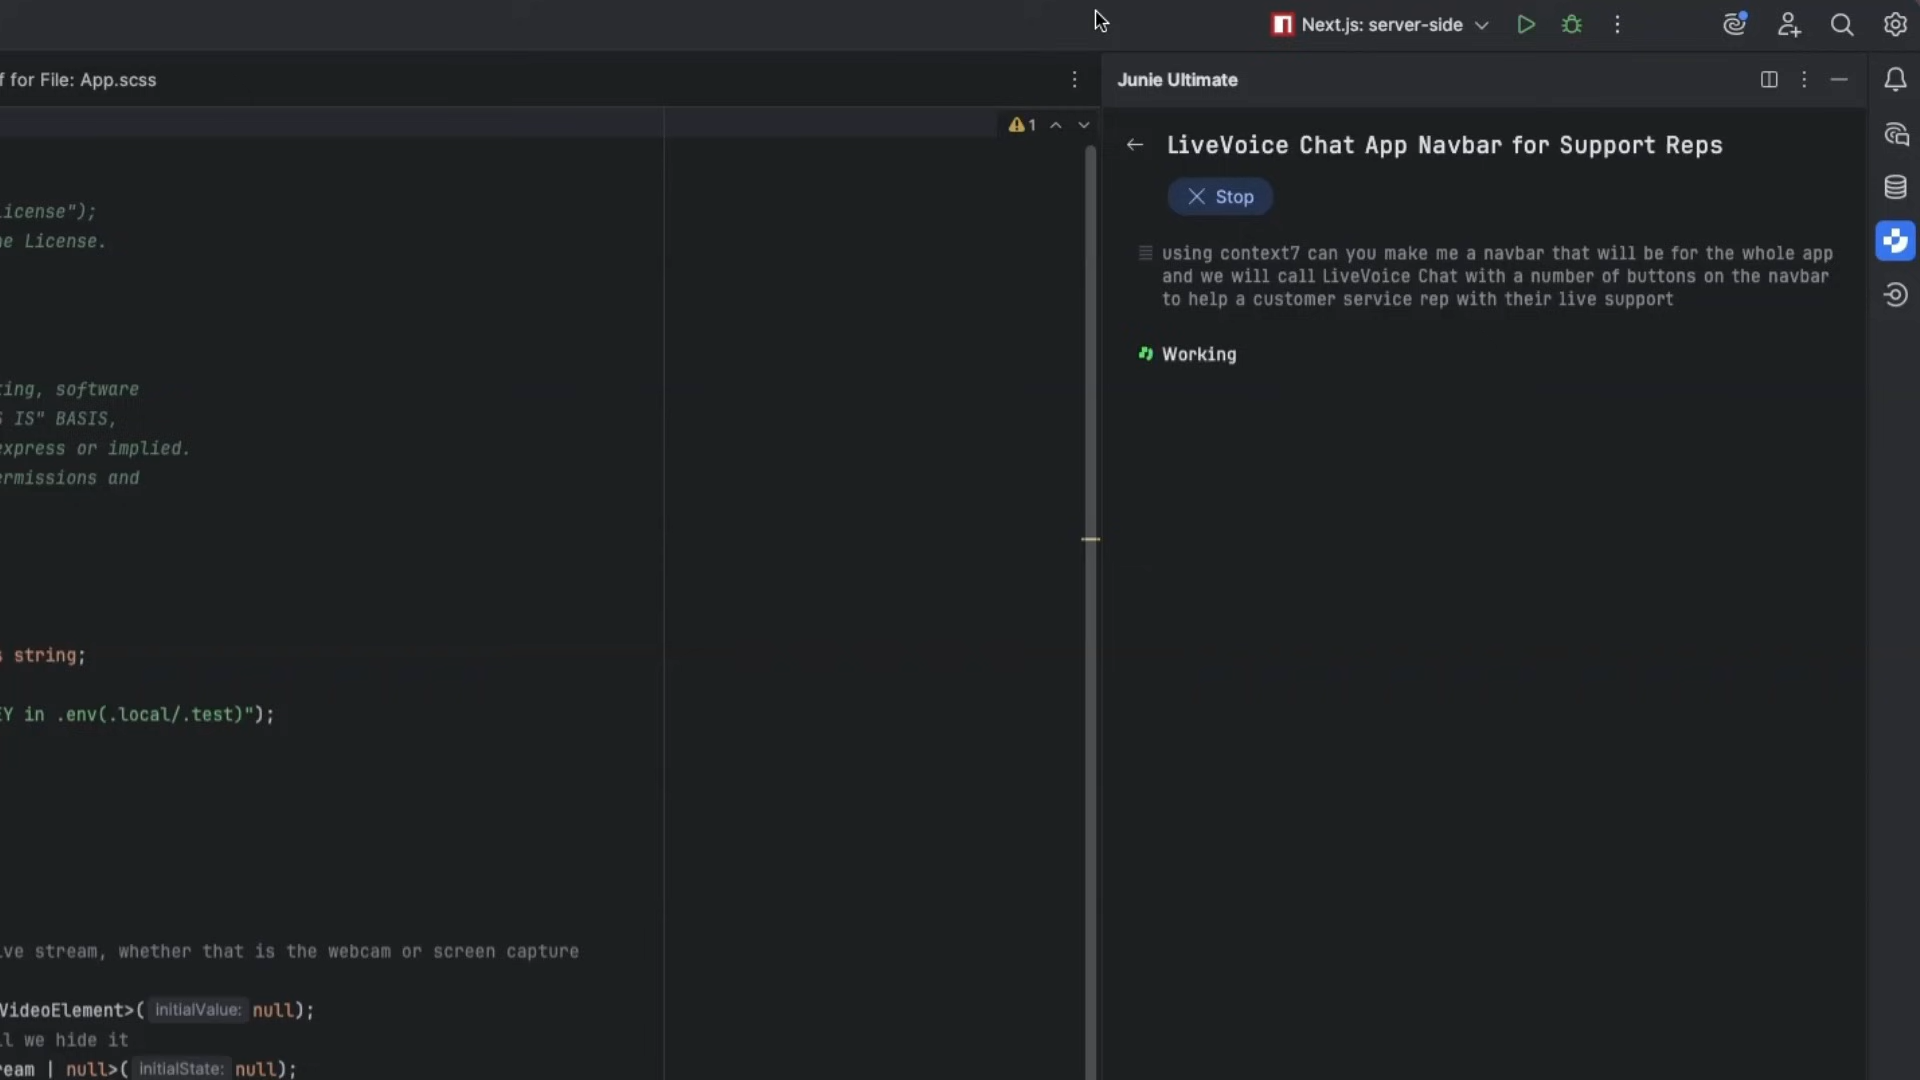 Next.js: server-side
f for File: App.scss
Junie Ultimate
1
LiveVoice Chat App Navbar for Support Reps
Stop
using context7 can you make me a navbar that will be for the whole app
and we will call LiveVoice Chat with a number of buttons on the navbar
to help a customer service rep with their live support
Working
icense");
e License.
ing, software
S IS" BASIS,
express or implied.
ermissions and
s string;
EY in .env(.local/.test)");
ve stream, whether that is the webcam or screen capture
VideoElement>( initialValue: null);
l we hide it
ream | null>( initialState: null);